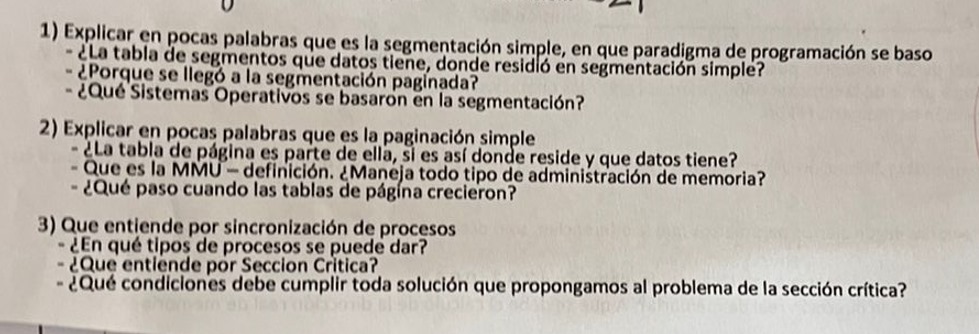 1) Explicar en pocas palabras que es la segmentación simple, en que paradigma de programación se baso
- ¿La tabla de segmentos que datos tiene, donde residió en segmentación simple?
- ¿Porque se llegó a la segmentación paginada?
- ¿Qué Sistemas Operativos se basaron en la segmentación?
2) Explicar en pocas palabras que es la paginación simple
- ¿La tabla de página es parte de ella, si es así donde reside y que datos tiene?
- Que es la MMU – definición. ¿Maneja todo tipo de administración de memoria?
- ¿Qué paso cuando las tablas de página crecieron?
3) Que entiende por sincronización de procesos
- ¿En qué tipos de procesos se puede dar?
- ¿Que entiende por Seccion Critica?
- ¿Qué condiciones debe cumplir toda solución que propongamos al problema de la sección crítica?